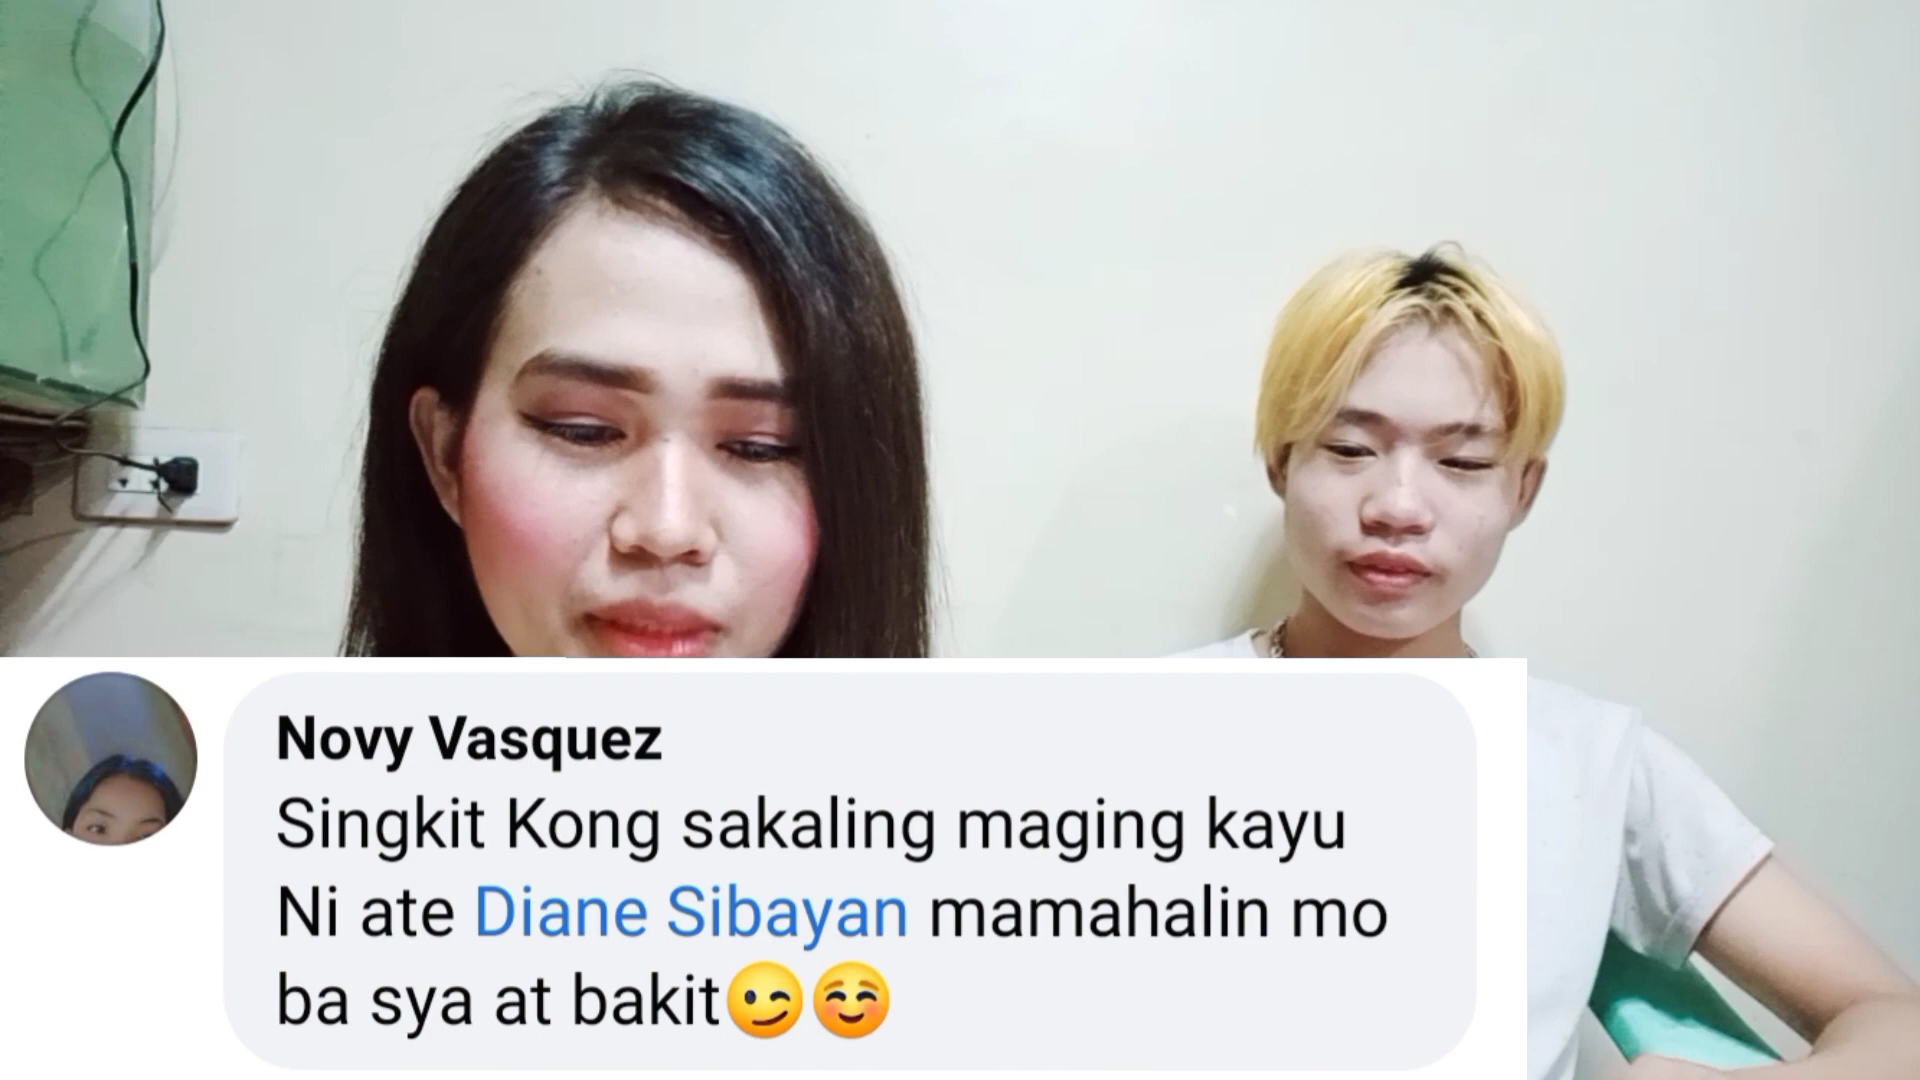 Novy Vasquez
Singkit Kong sakaling maging kayu
Ni ate Diane Sibayan mamahalin mo
ba sya at bakit😉☺️